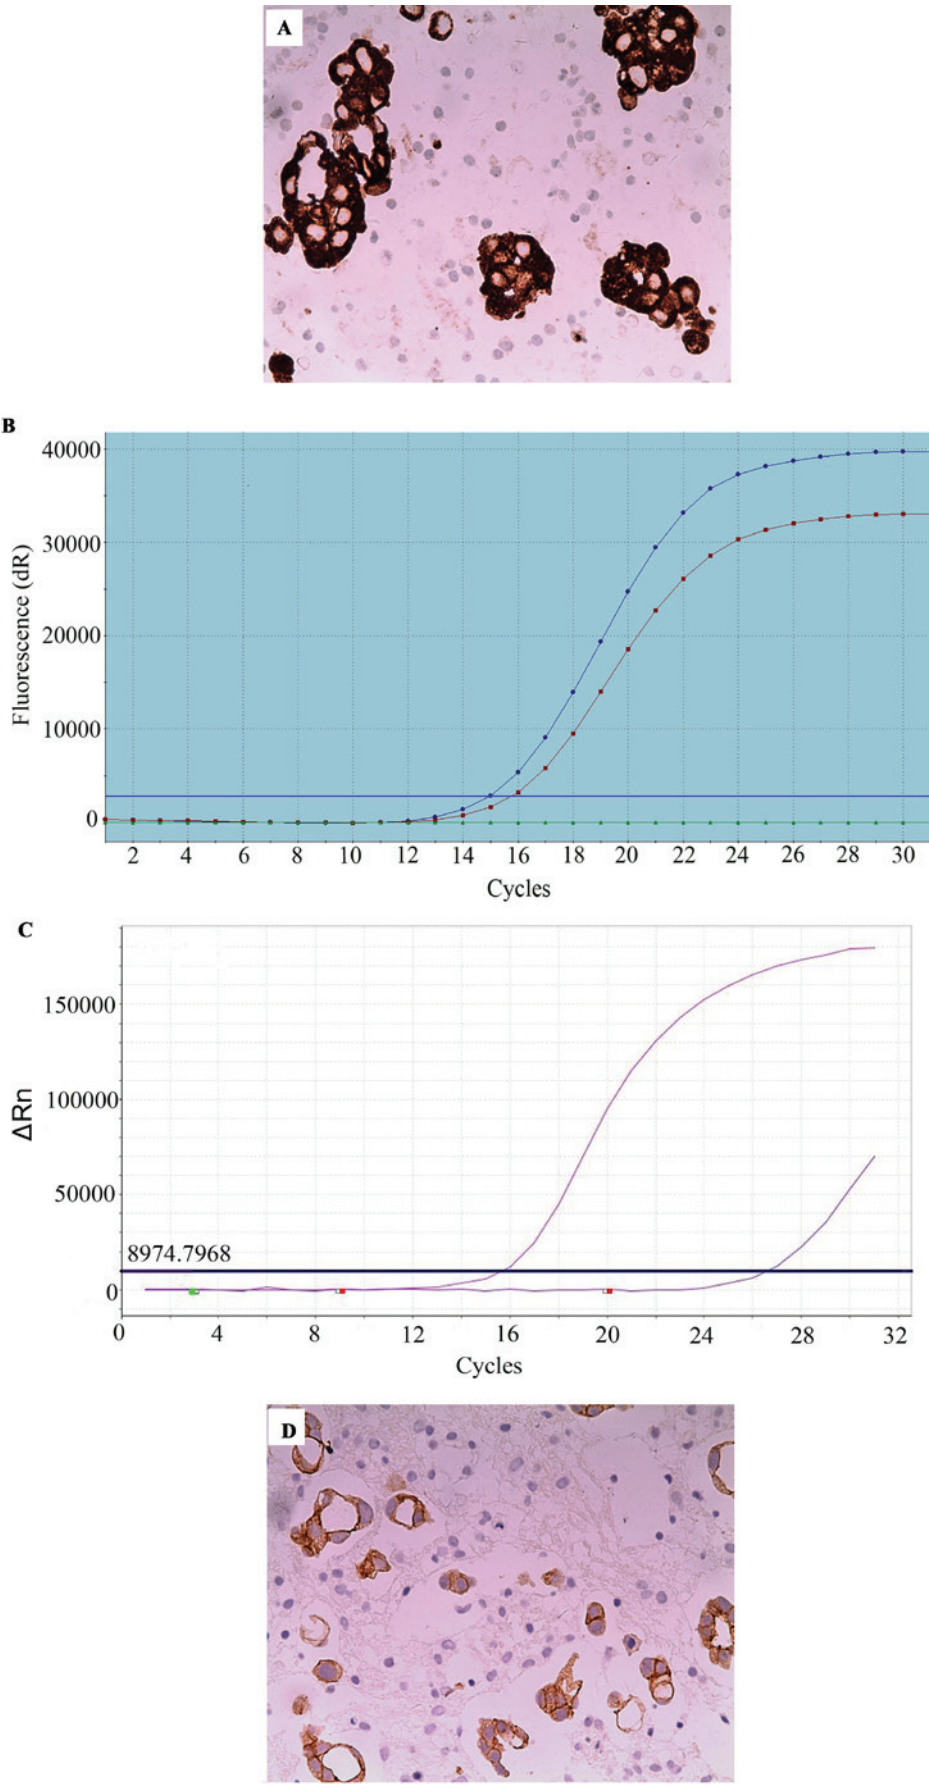 A
B
40000
30000
20000
10000
0
Fluorescence (dR)
2 4 6 8 10 12 14 16 18 20 22 24 26 28 30
Cycles
C
150000
100000
50000
0
ΔRn
8974.7968
0 4 8 12 16 20 24 28 32
Cycles
D